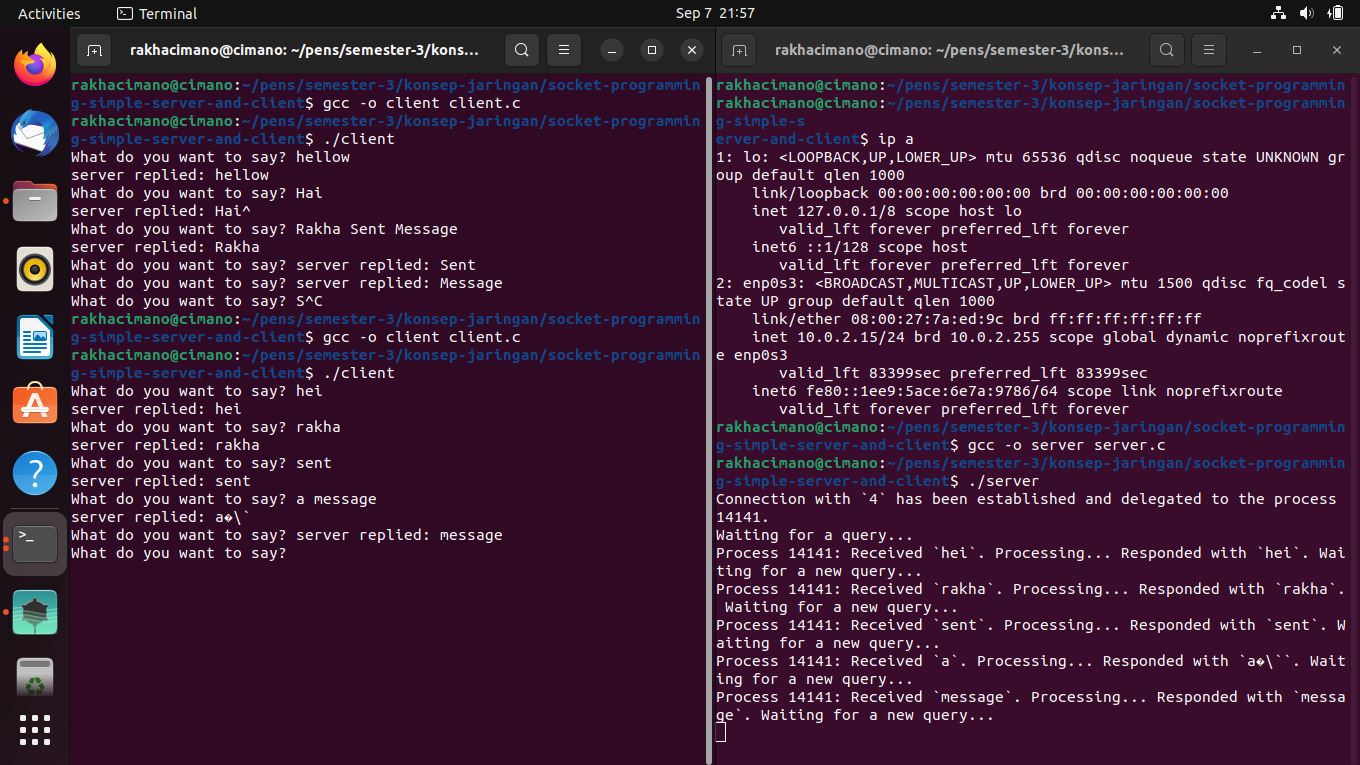 Activities
Terminal
Sep 7 21:57
rakhacimano@cimano: ~/pens/semester-3/kons...
rakhacimano@cimano:~/pens/semester-3/konsep-jaringan/socket-programmin
g-simple-server-and-client$ gcc -o client client.c
rakhacimano@cimano:~/pens/semester-3/konsep-jaringan/socket-programmin
g-simple-server-and-client$ ./client
What do you want to say? hellow
server replied: hellow
What do you want to say? Hai
server replied: Hai^
What do you want to say? Rakha Sent Message
server replied: Rakha
What do you want to say? server replied: Sent
What do you want to say? server replied: Message
What do you want to say? S^C
rakhacimano@cimano:~/pens/semester-3/konsep-jaringan/socket-programmin
g-simple-server-and-client$ gcc -o client client.c
rakhacimano@cimano:~/pens/semester-3/konsep-jaringan/socket-programmin
g-simple-server-and-client$ ./client
What do you want to say? hei
server replied: hei
What do you want to say? rakha
server replied: rakha
What do you want to say? sent
server replied: sent
What do you want to say? a message
server replied: a�\`
What do you want to say? server replied: message
What do you want to say?
rakhacimano@cimano: ~/pens/semester-3/kons...
rakhacimano@cimano:~/pens/semester-3/konsep-jaringan/socket-programmin
rakhacimano@cimano:~/pens/semester-3/konsep-jaringan/socket-programmin
g-simple-s
erver-and-client$ ip a
1: lo: <LOOPBACK,UP,LOWER_UP> mtu 65536 qdisc noqueue state UNKNOWN gr
oup default qlen 1000
    link/loopback 00:00:00:00:00:00 brd 00:00:00:00:00:00
    inet 127.0.0.1/8 scope host lo
       valid_lft forever preferred_lft forever
    inet6 ::1/128 scope host
       valid_lft forever preferred_lft forever
2: enp0s3: <BROADCAST,MULTICAST,UP,LOWER_UP> mtu 1500 qdisc fq_codel s
tate UP group default qlen 1000
    link/ether 08:00:27:7a:ed:9c brd ff:ff:ff:ff:ff:ff
    inet 10.0.2.15/24 brd 10.0.2.255 scope global dynamic noprefixrout
e enp0s3
       valid_lft 83399sec preferred_lft 83399sec
    inet6 fe80::1ee9:5ace:6e7a:9786/64 scope link noprefixroute
       valid_lft forever preferred_lft forever
rakhacimano@cimano:~/pens/semester-3/konsep-jaringan/socket-programmin
g-simple-server-and-client$ gcc -o server server.c
rakhacimano@cimano:~/pens/semester-3/konsep-jaringan/socket-programmin
g-simple-server-and-client$ ./server
Connection with `4` has been established and delegated to the process
14141.
Waiting for a query...
Process 14141: Received `hei`. Processing... Responded with `hei`. Wai
ting for a new query...
Process 14141: Received `rakha`. Processing... Responded with `rakha`.
 Waiting for a new query...
Process 14141: Received `sent`. Processing... Responded with `sent`. W
aiting for a new query...
Process 14141: Received `a`. Processing... Responded with `a�\``. Wait
ing for a new query...
Process 14141: Received `message`. Processing... Responded with `messa
ge`. Waiting for a new query...